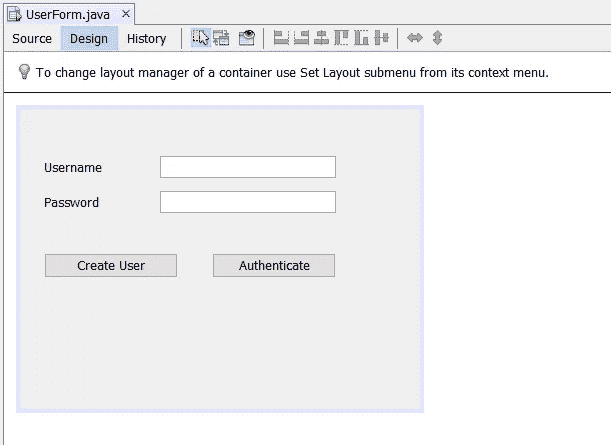 UserForm.java
Source Design History
To change layout manager of a container use Set Layout submenu from its context menu.
Username
Password
Create User Authenticate